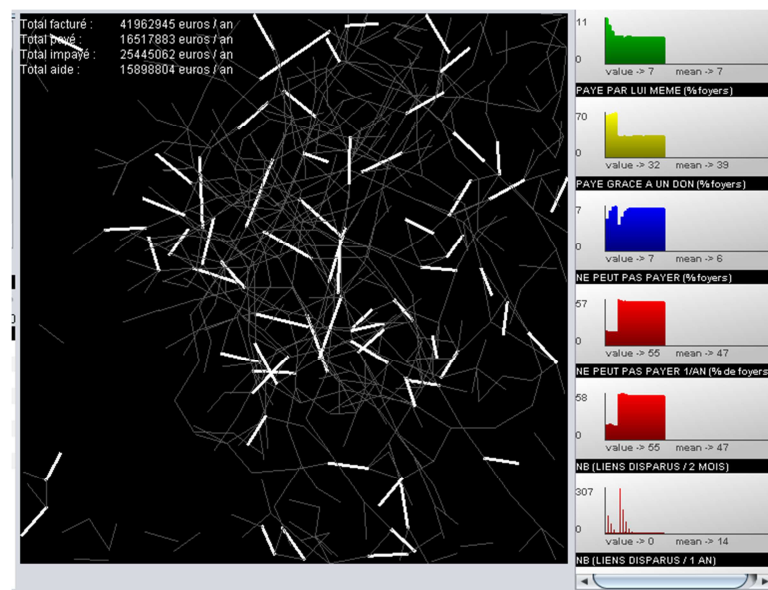 Total facturé : 41962945 euros / an
Total payé : 16517883 euros / an
Total impayé : 25445062 euros / an
Total aide : 15898804 euros / an
11
0
value -> 7 mean -> 7
PAYE PAR LUI MEME (% foyers)
70
0
value -> 32 mean -> 39
PAYE GRACE A UN DON (% foyers)
7
0
value -> 7 mean -> 6
NE PEUT PAS PAYER (% foyers)
57
0
value -> 55 mean -> 47
NE PEUT PAS PAYER 1/AN (% de foyers
58
0
value -> 55 mean -> 47
NB (LIENS DISPARUS / 2 MOIS)
307
0
value -> 0 mean -> 14
NB (LIENS DISPARUS / 1 AN)